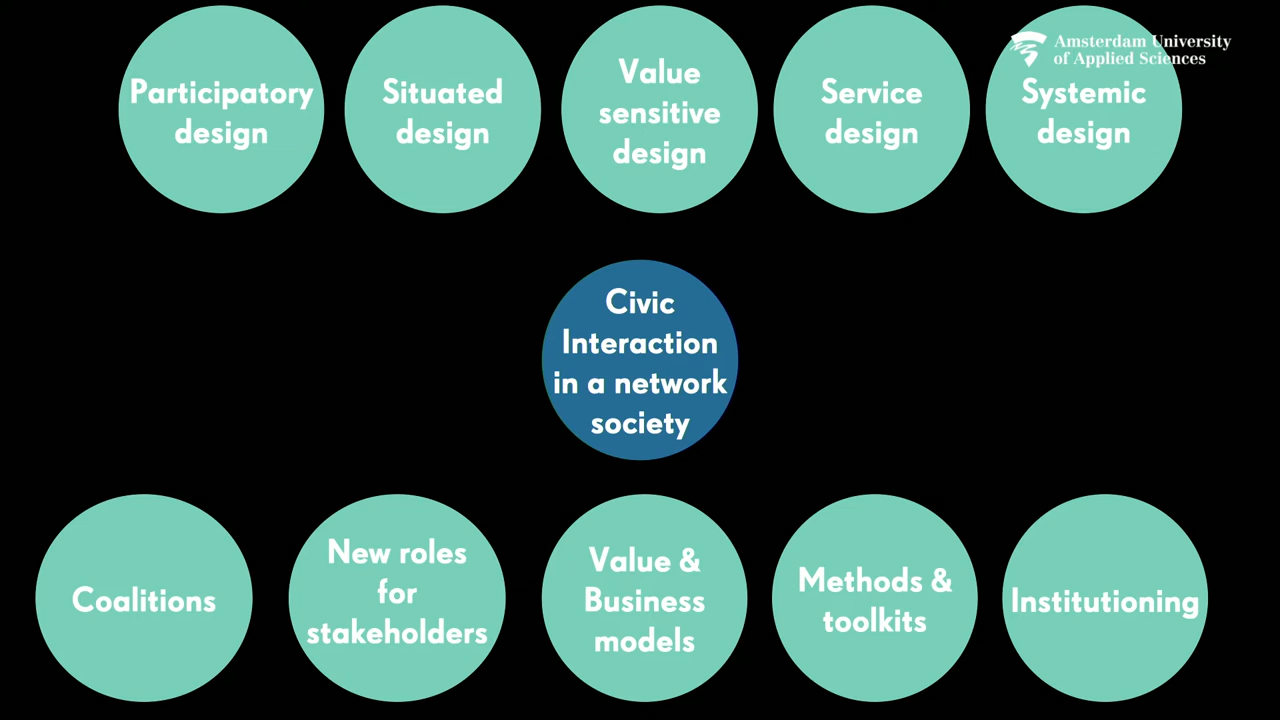 Amsterdam University
of Applied Sciences
Participatory
design
Situated
design
Value
sensitive
design
Service
design
Systemic
design
Civic
Interaction
in a network
society
Coalitions
New roles
for
stakeholders
Value &
Business
models
Methods &
toolkits
Institutioning